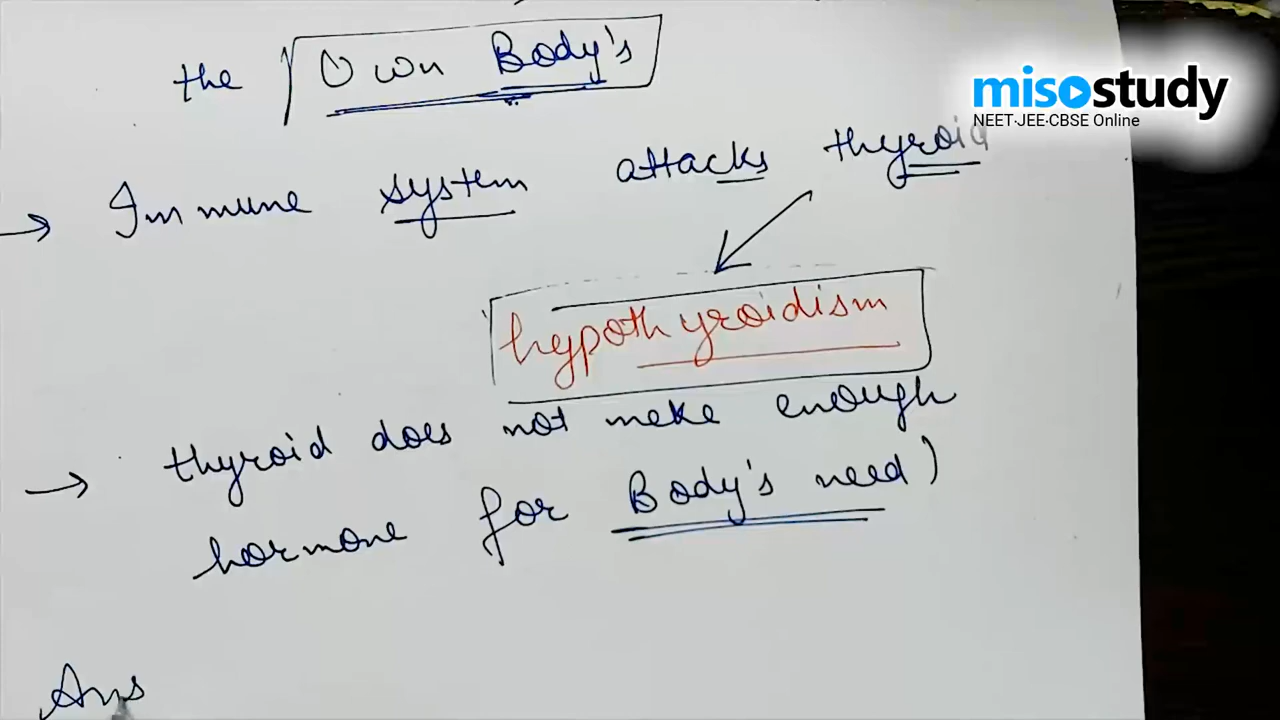 the Own Body's
misostudy
NEET·JEE·CBSE Online
→ Immune system attacks thyroid
hypothyroidism
→ thyroid does not meke enough
hormone for Body's need)
Ans